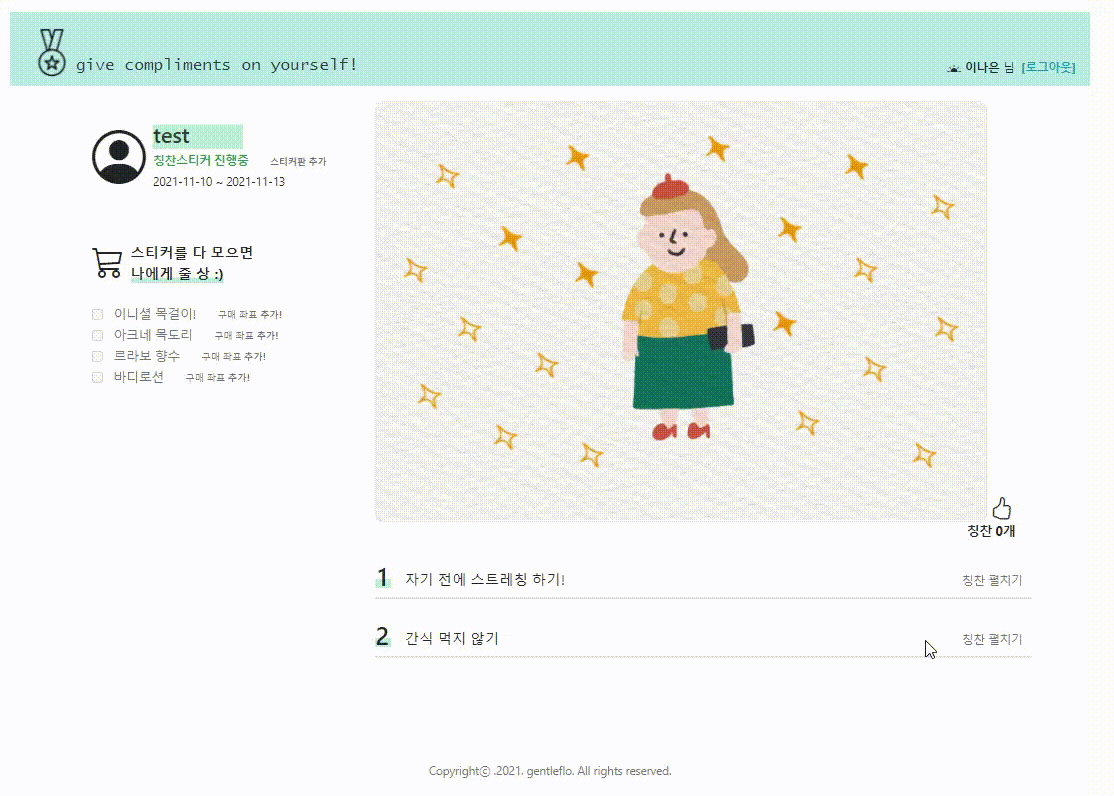 give compliments on yourself!
이나은 님 [로그아웃]
test
칭찬스티커 진행중 스티커판 추가
2021-11-10 ~ 2021-11-13
스티커를 다 모으면
나에게 줄 상 :)
이니셜 목걸이! 구매 좌표 추가!
아크네 목도리 구매 좌표 추가!
르라보 향수 구매 좌표 추가!
바디로션 구매 좌표 추가!
칭찬 0개
1 자기 전에 스트레칭 하기! 칭찬 펼치기
2 간식 먹지 않기 칭찬 펼치기
Copyrightⓒ .2021. gentleflo. All rights reserved.